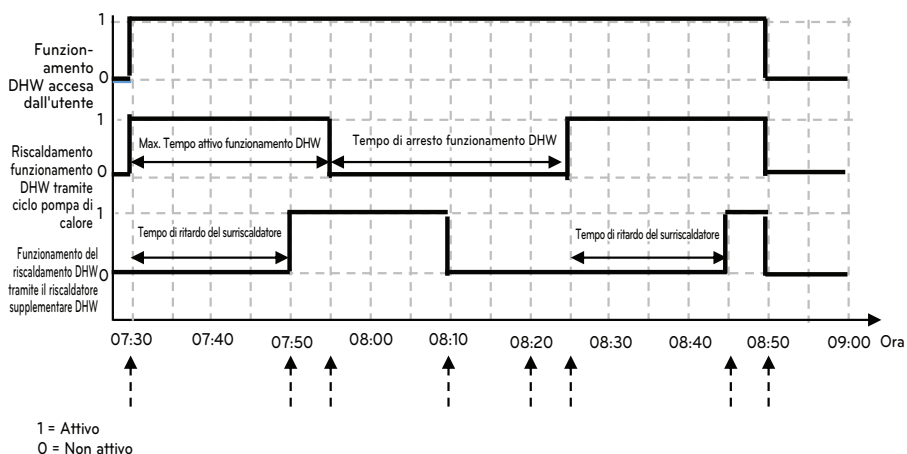 1
Funzion-
amento
DHW accesa
dall'utente
0
1
Max. Tempo attivo funzionamento DHW
Tempo di arresto funzionamento DHW
Riscaldamento
funzionamento
DHW tramite
ciclo pompa di
calore
0
1
Tempo di ritardo del surriscaldatore
Tempo di ritardo del surriscaldatore
Funzionamento del
riscaldamento DHW
tramite il riscaldatore
supplementare DHW
0
07:30 07:40 07:50 08:00 08:10 08:20 08:30 08:40 08:50 09:00 Ora
1 = Attivo
0 = Non attivo